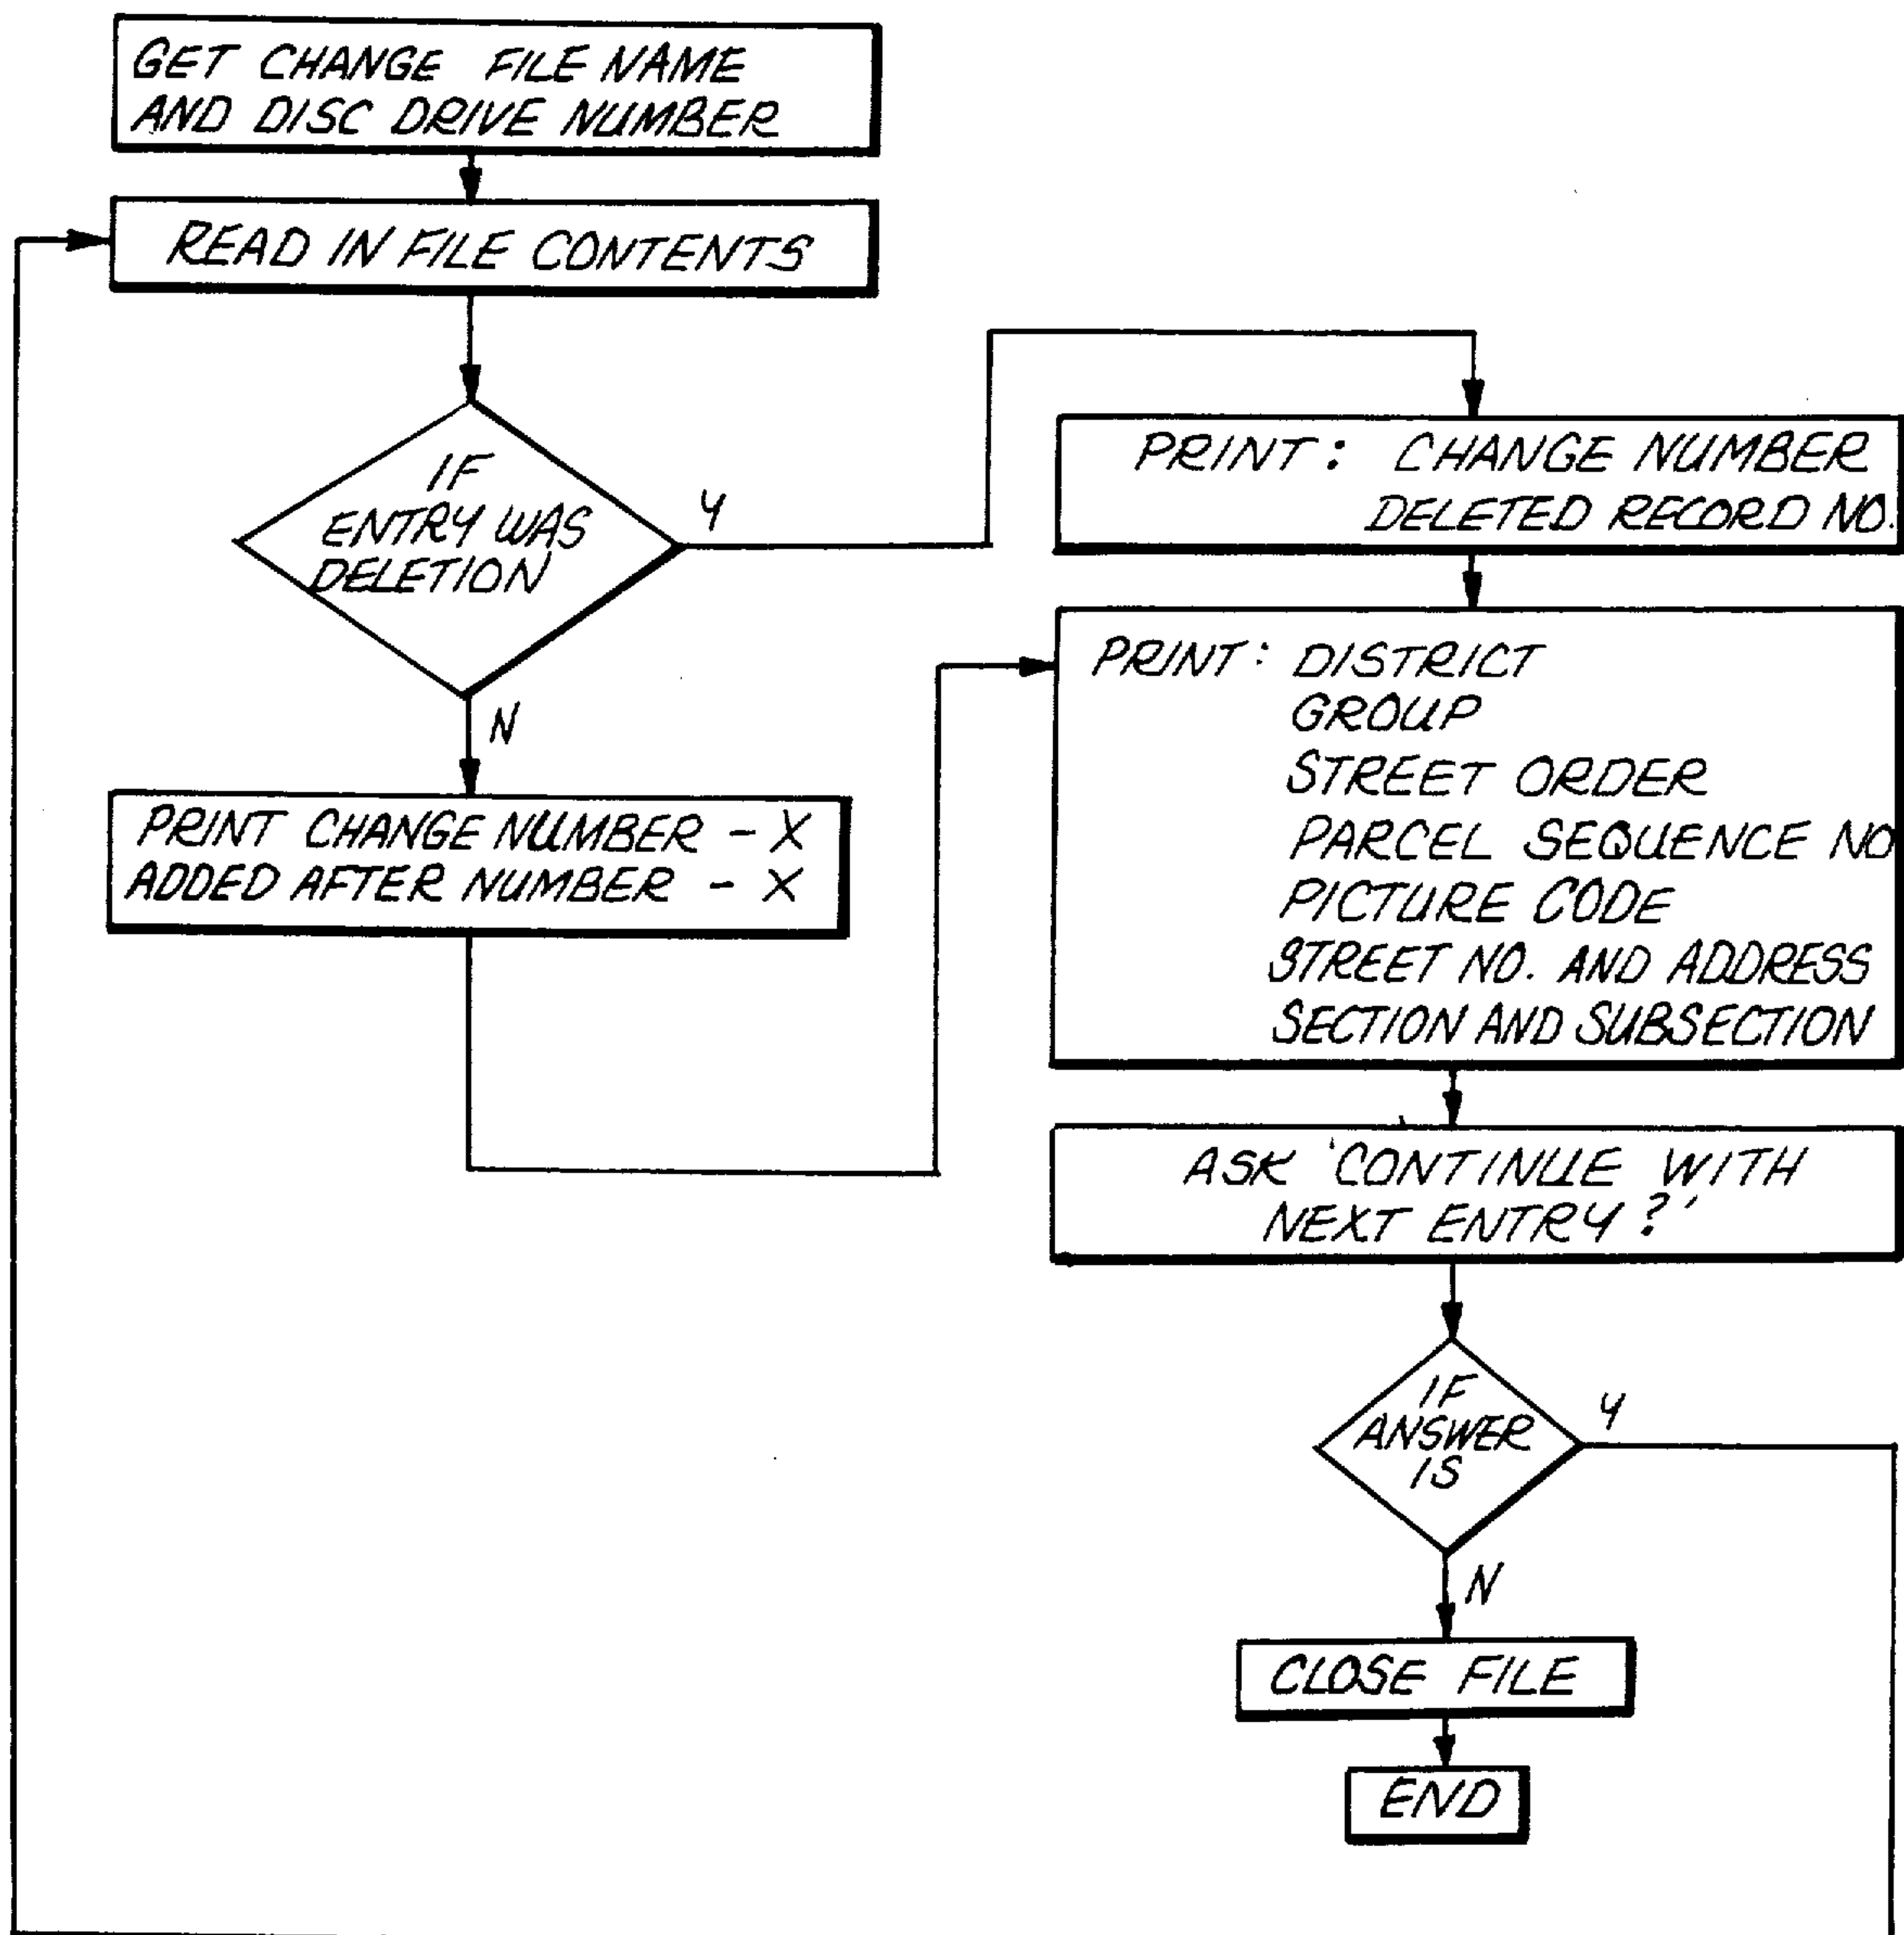 GET CHANGE FILE NAME
AND DISC DRIVE NUMBER
READ IN FILE CONTENTS
IF
ENTRY WAS
DELETION
Y
N
PRINT CHANGE NUMBER - X
ADDED AFTER NUMBER - X
PRINT: CHANGE NUMBER
DELETED RECORD NO.
PRINT: DISTRICT
GROUP
STREET ORDER
PARCEL SEQUENCE NO
PICTURE CODE
STREET NO. AND ADDRESS
SECTION AND SUBSECTION
ASK 'CONTINUE WITH
NEXT ENTRY?'
IF
ANSWER
IS
Y
N
CLOSE FILE
END